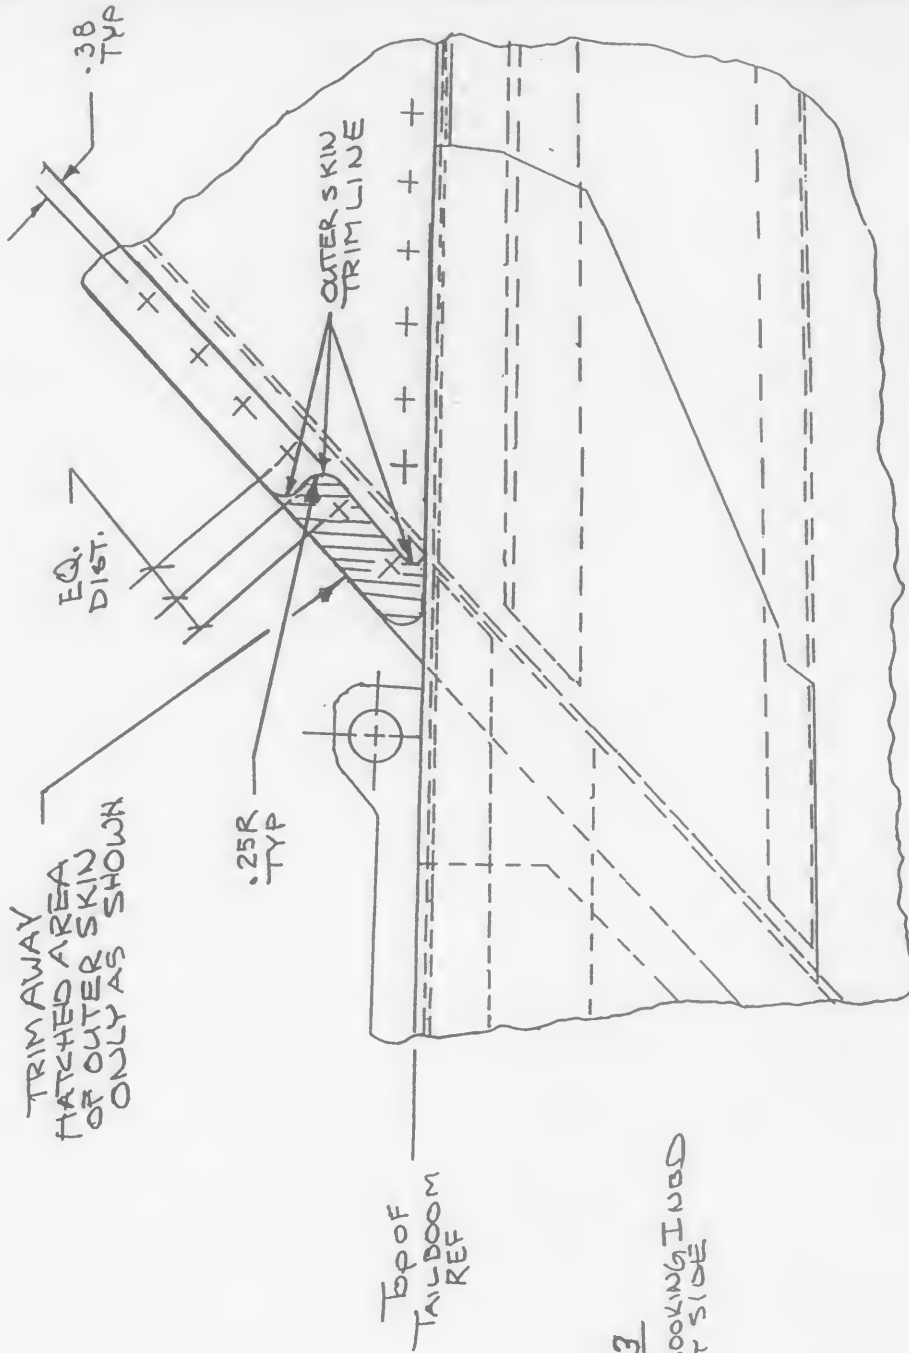 .38
TYP
OUTER SKIN
TRIM LINE
EQ.
DIST.
.25R
TYP
TRIM AWAY
HATCHED AREA
OF OUTER SKIN
ONLY AS SHOWN
Top OF
TAILBOOM
REF
3
LOOKING INBD
SIDE